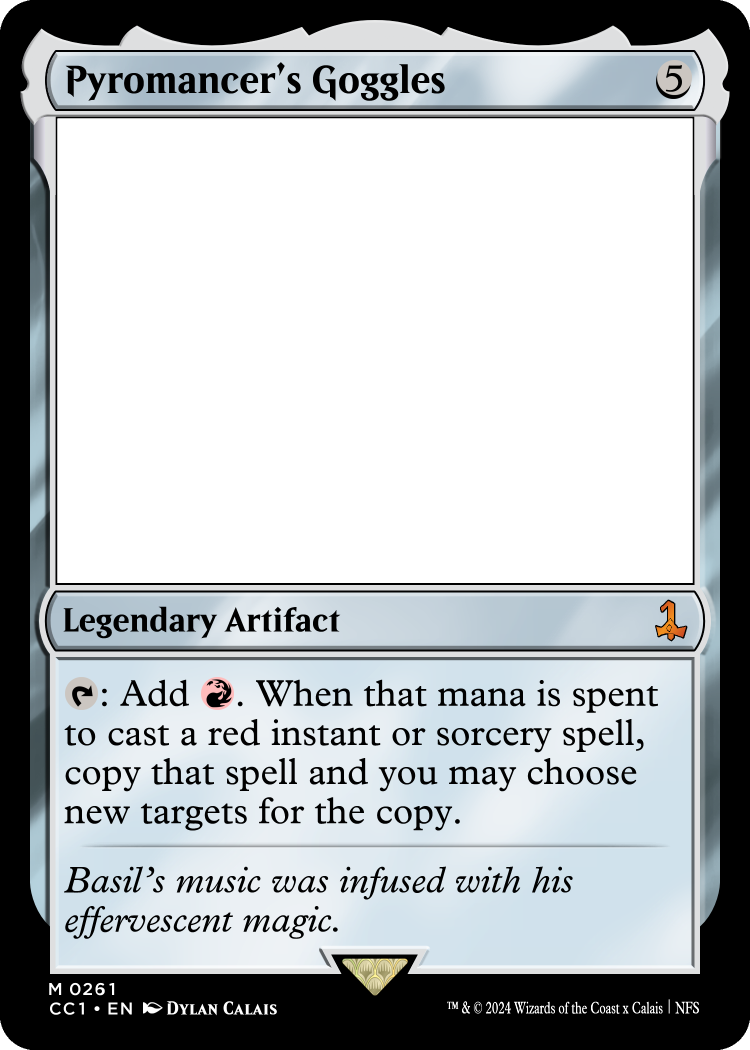 Pyromancer's Goggles 5
Legendary Artifact
: Add . When that mana is spent
to cast a red instant or sorcery spell,
copy that spell and you may choose
new targets for the copy.
Basil's music was infused with his
effervescent magic.
M 0261
CC1 • EN Dylan Calais
™ & © 2024 Wizards of the Coast x Calais | NFS